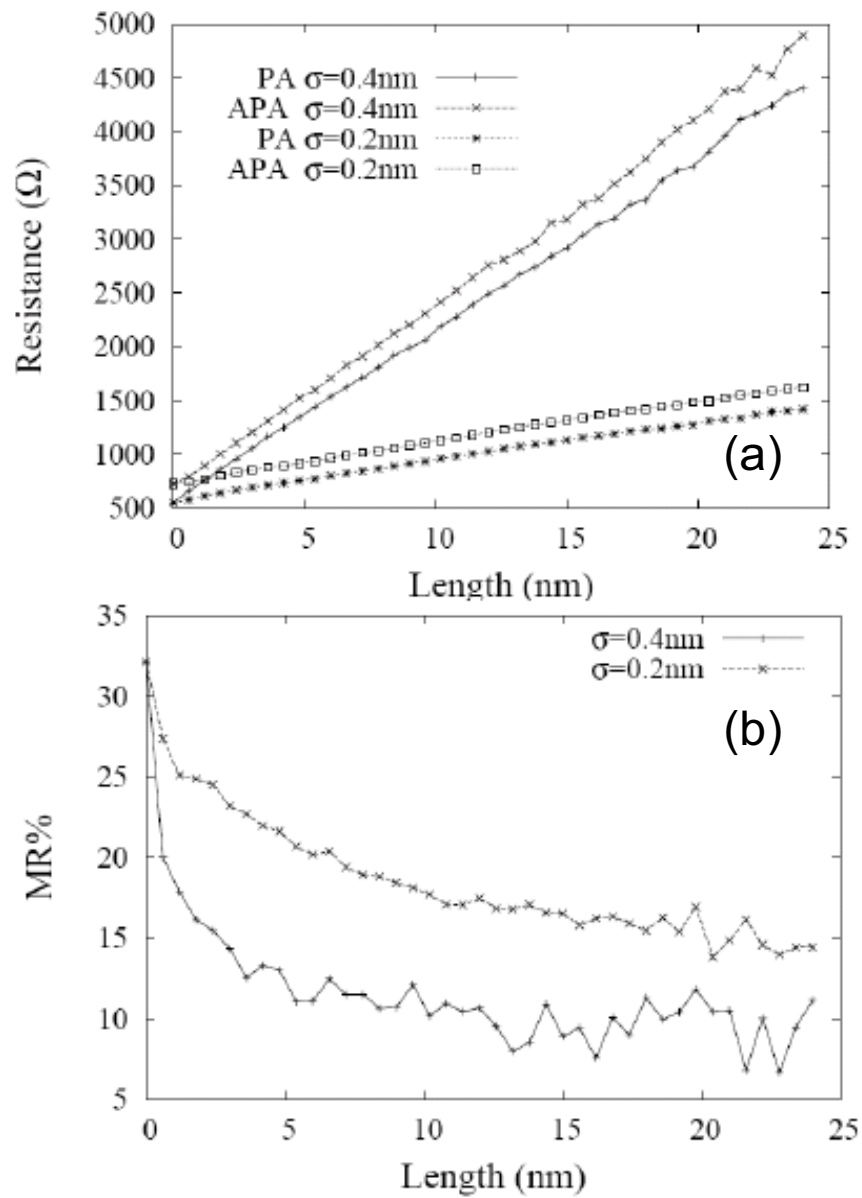 5000
4500
4000
3500
3000
2500
2000
1500
1000
500
Resistance (Ω)
PA σ=0.4nm
APA σ=0.4nm
PA σ=0.2nm
APA σ=0.2nm
(a)
0 5 10 15 20 25
Length (nm)
35
30
25
20
15
10
5
MR%
σ=0.4nm
σ=0.2nm
(b)
0 5 10 15 20 25
Length (nm)